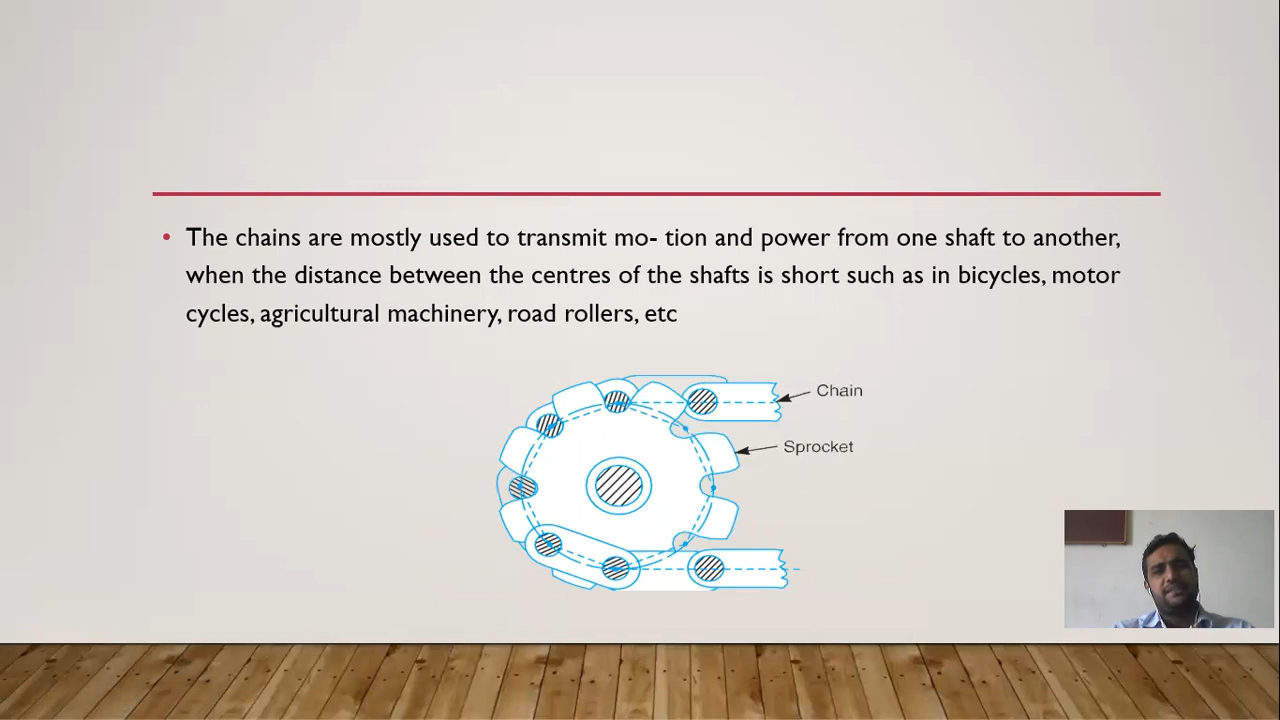 • The chains are mostly used to transmit mo- tion and power from one shaft to another,
when the distance between the centres of the shafts is short such as in bicycles, motor
cycles, agricultural machinery, road rollers, etc
Chain
Sprocket